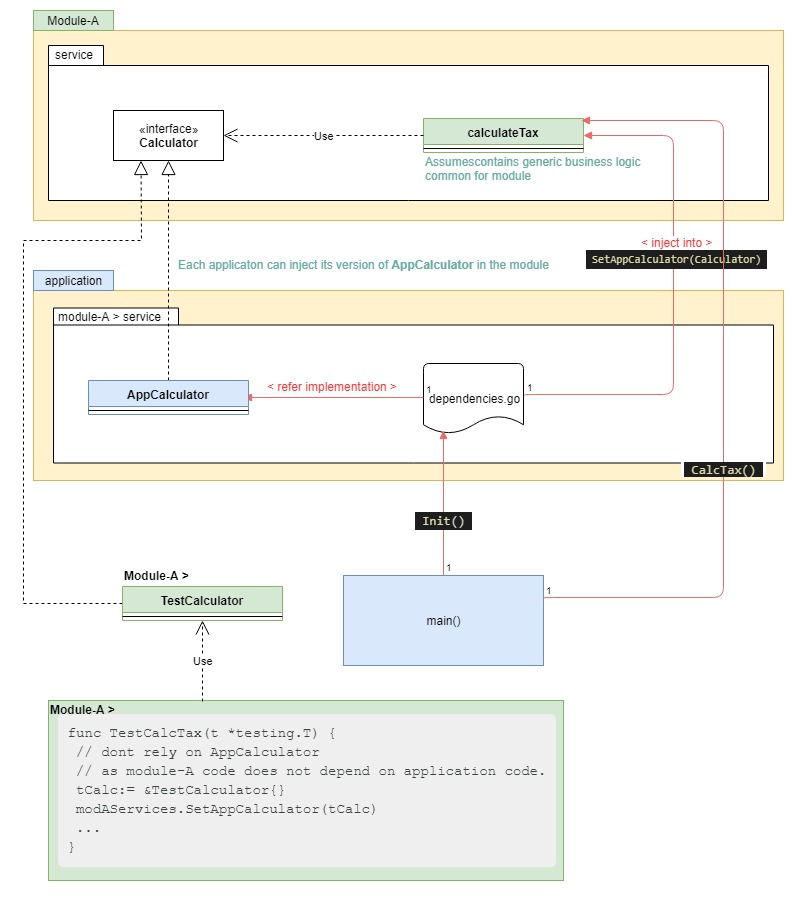 Module-A
service
«interface»
Calculator
Use
calculateTax
Assumescontains generic business logic
common for module
< inject into >
SetAppCalculator(Calculator)
Each applicaton can inject its version of AppCalculator in the module
application
module-A > service
AppCalculator
< refer implementation >
1
dependencies.go
1
CalcTax()
Init()
1
Module-A >
TestCalculator
main()
1
Use
Module-A >
func TestCalcTax(t *testing.T) {
// dont rely on AppCalculator
// as module-A code does not depend on application code.
tCalc:= &TestCalculator{}
modAServices.SetAppCalculator(tCalc)
...
}